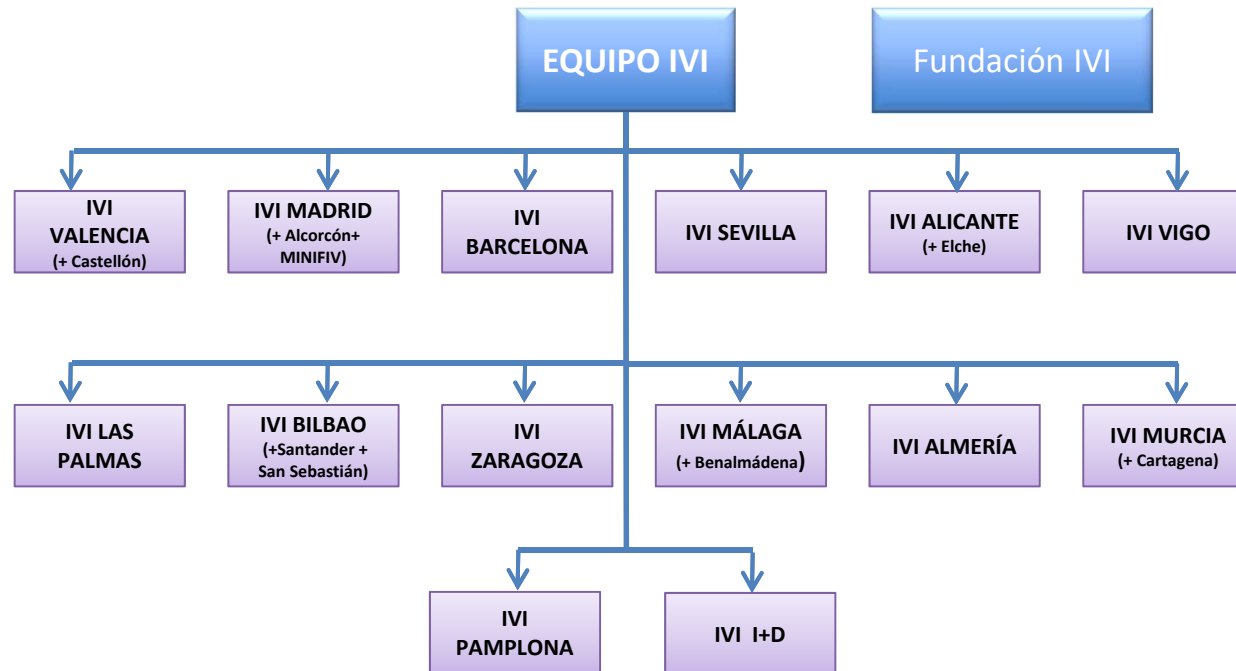 EQUIPO IVI
Fundación IVI
IVI
VALENCIA
(+ Castellón)
IVI MADRID
(+ Alcorcón+
MINIFIV)
IVI
BARCELONA
IVI SEVILLA
IVI ALICANTE
(+ Elche)
IVI VIGO
IVI LAS
PALMAS
IVI BILBAO
(+Santander +
San Sebastián)
IVI
ZARAGOZA
IVI MÁLAGA
(+ Benalmádena)
IVI ALMERÍA
IVI MURCIA
(+ Cartagena)
IVI
PAMPLONA
IVI I+D